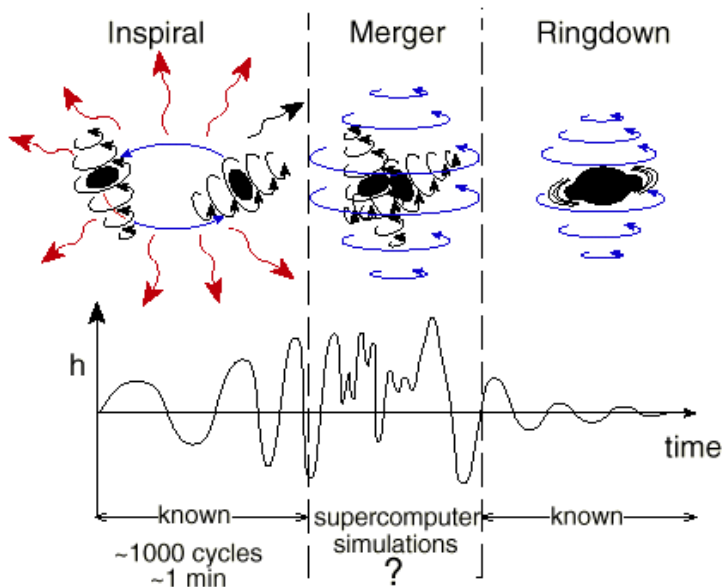 Inspiral
Merger
Ringdown
h
time
known
supercomputer
simulations
?
known
~1000 cycles
~1 min